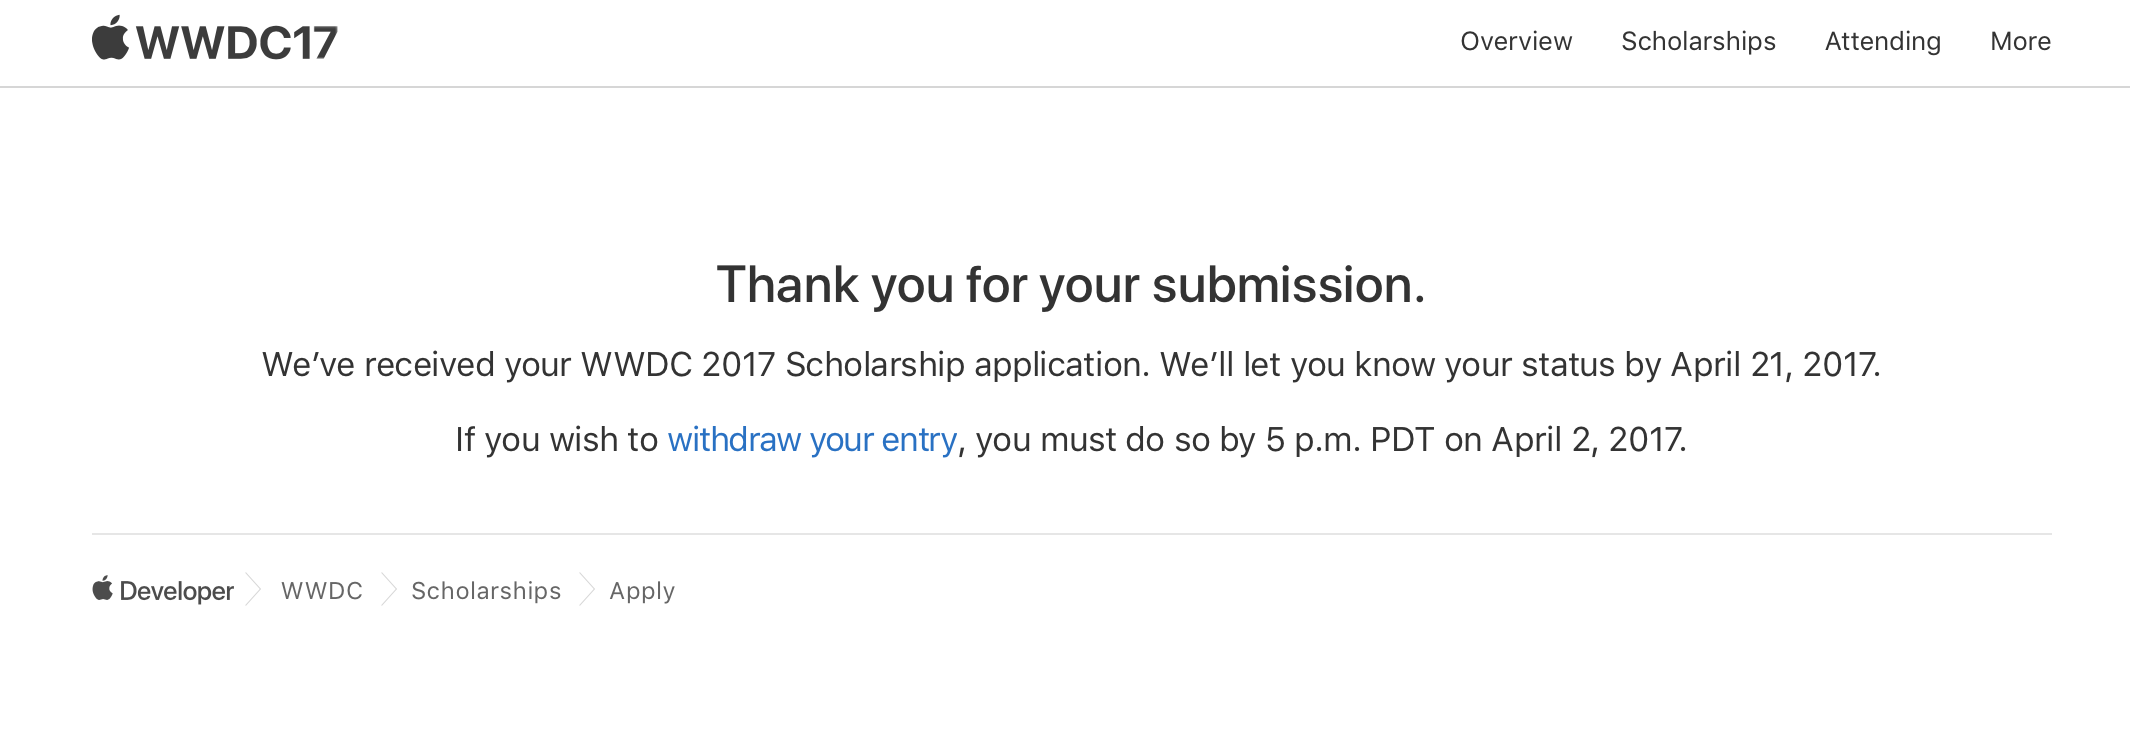 WWDC17
Overview Scholarships Attending More
Thank you for your submission.
We’ve received your WWDC 2017 Scholarship application. We’ll let you know your status by April 21, 2017.
If you wish to withdraw your entry, you must do so by 5 p.m. PDT on April 2, 2017.
Developer WWDC Scholarships Apply